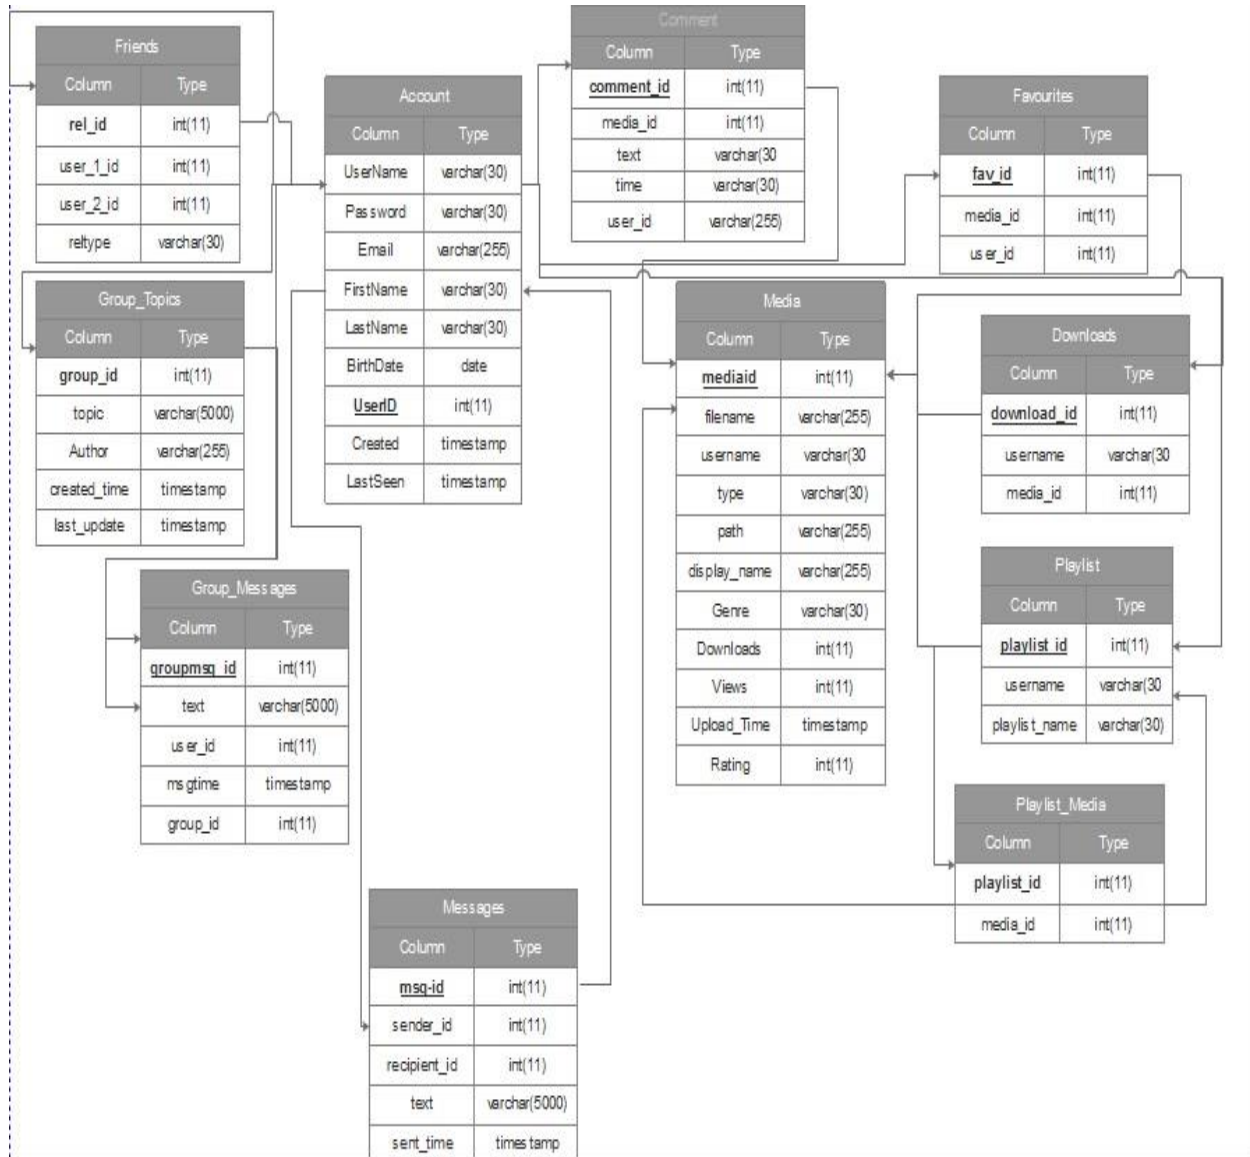 Friends
Column Type
rel_id int(11)
user_1_id int(11)
user_2_id int(11)
reltype varchar(30)
Account
Column Type
UserName varchar(30)
Password varchar(30)
Email varchar(255)
FirstName varchar(30)
LastName varchar(30)
BirthDate date
UserID int(11)
Created timestamp
LastSeen timestamp
Comment
Column Type
comment_id int(11)
media_id int(11)
text varchar(30
time varchar(30)
user_id varchar(255)
Favourites
Column Type
fav_id int(11)
media_id int(11)
user_id int(11)
Group_Topics
Column Type
group_id int(11)
topic varchar(5000)
Author varchar(255)
created_time timestamp
last_update timestamp
Media
Column Type
mediaid int(11)
filename varchar(255)
username varchar(30
type varchar(30)
path varchar(255)
display_name varchar(255)
Genre varchar(30)
Downloads int(11)
Views int(11)
Upload_Time timestamp
Rating int(11)
Downloads
Column Type
download_id int(11)
username varchar(30
media_id int(11)
Playlist
Column Type
playlist_id int(11)
username varchar(30
playlist_name varchar(30)
Group_Messages
Column Type
groupmsg_id int(11)
text varchar(5000)
user_id int(11)
msgtime timestamp
group_id int(11)
Playlist_Media
Column Type
playlist_id int(11)
media_id int(11)
Messages
Column Type
msg-id int(11)
sender_id int(11)
recipient_id int(11)
text varchar(5000)
sent_time timestamp